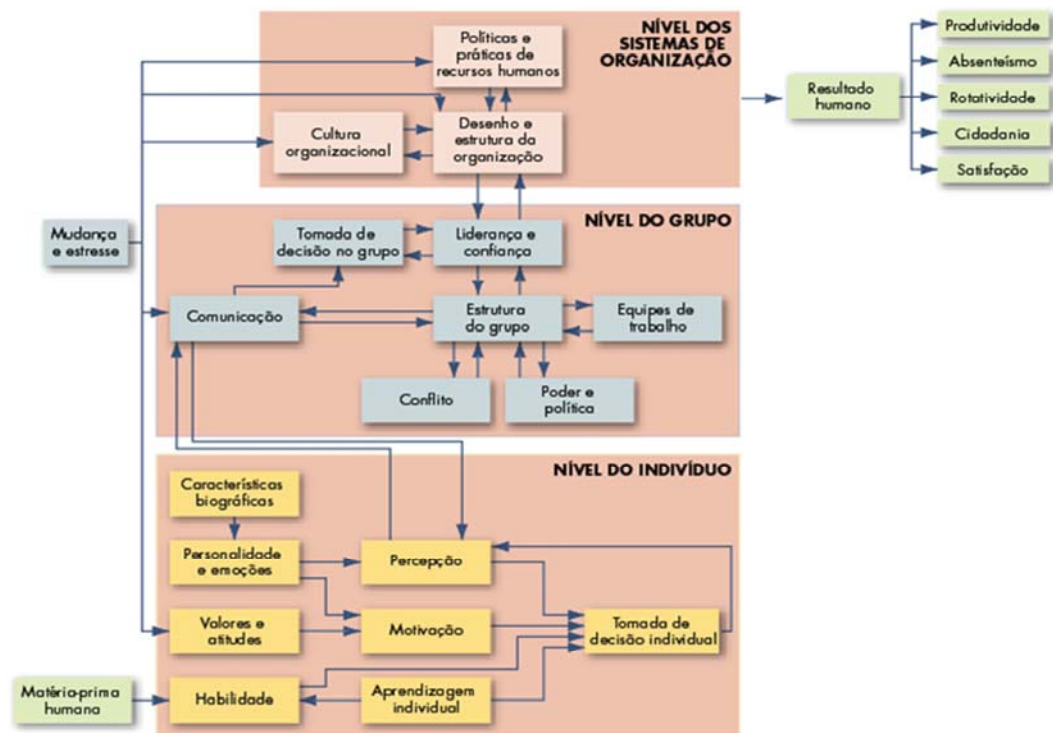 NÍVEL DOS
SISTEMAS DE
ORGANIZAÇÃO
Políticas e
práticas de
recursos humanos
Cultura
organizacional
Desenho e
estrutura da
organização
Resultado
humano
Produtividade
Absenteísmo
Rotatividade
Cidadania
Satisfação
Mudança
e estresse
NÍVEL DO GRUPO
Tomada de
decisão no grupo
Liderança e
confiança
Comunicação
Estrutura
do grupo
Equipes de
trabalho
Conflito
Poder e
política
NÍVEL DO INDIVÍDUO
Características
biográficas
Personalidade
e emoções
Percepção
Valores e
atitudes
Motivação
Tomada de
decisão individual
Matério-prima
humana
Habilidade
Aprendizagem
individual